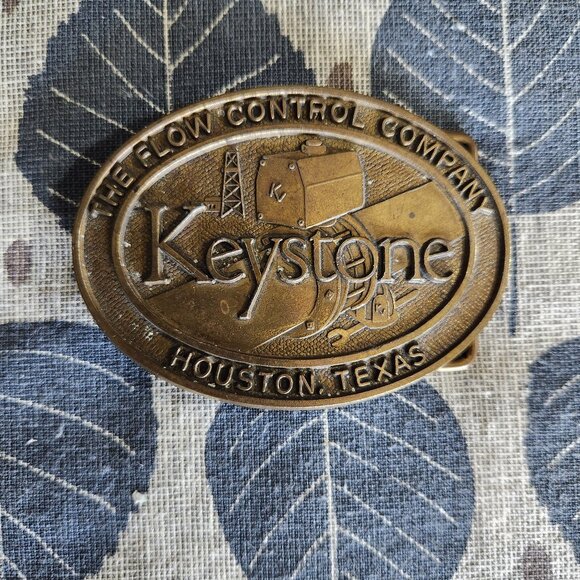 THE FLOW CONTROL COMPANY
K
Keystone
HOUSTON, TEXAS